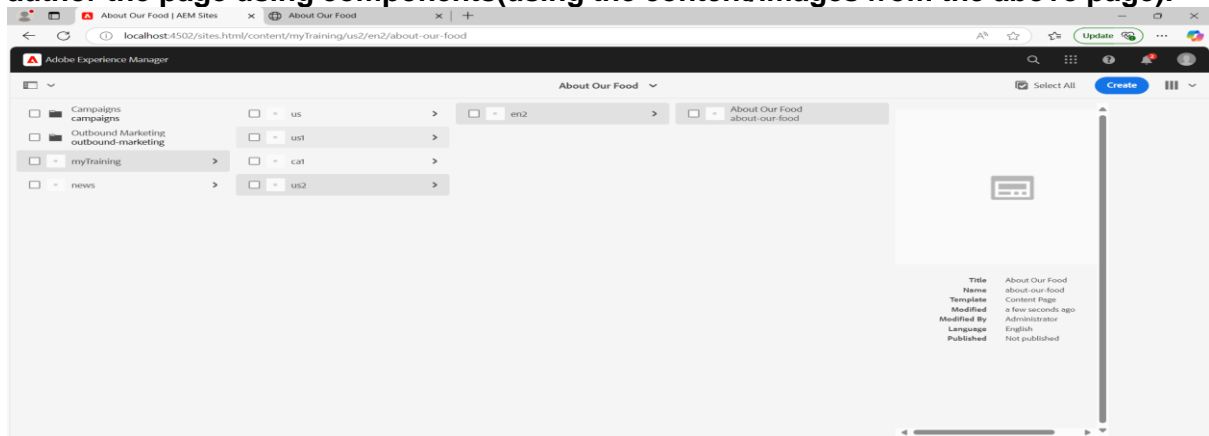 author the page using components(using the content/images from the above page).
About Our Food | AEM Sites
About Our Food
localhost:4502/sites.html/content/myTraining/us2/en2/about-our-food
Update
Adobe Experience Manager
About Our Food
Select All
Create
Campaigns
campaigns
Outbound Marketing
outbound-marketing
myTraining
news
us
us1
ca1
us2
en2
About Our Food
about-our-food
Title About Our Food
Name about-our-food
Template Content Page
Modified a few seconds ago
Modified By Administrator
Language English
Published Not published